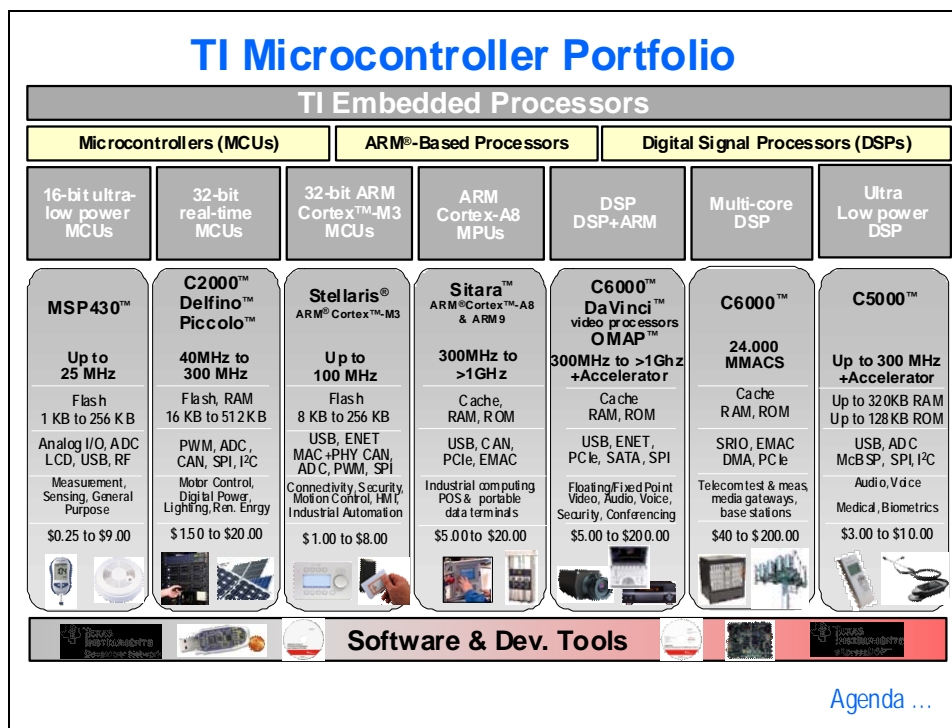 TI Microcontroller Portfolio
TI Embedded Processors
Microcontrollers (MCUs)
ARM®-Based Processors
Digital Signal Processors (DSPs)
16-bit ultra-
low power
MCUs
32-bit
real-time
MCUs
32-bit ARM
Cortex™-M3
MCUs
ARM
Cortex-A8
MPUs
DSP
DSP+ARM
Multi-core
DSP
Ultra
Low power
DSP
MSP430™
Up to
25 MHz
Flash
1 KB to 256 KB
Analog I/O, ADC
LCD, USB, RF
Measurement,
Sensing, General
Purpose
$0.25 to $9.00
C2000™
Delfino™
Piccolo™
40MHz to
300 MHz
Flash, RAM
16 KB to 512 KB
PWM, ADC,
CAN, SPI, I²C
Motor Control,
Digital Power,
Lighting, Ren. Enrgy
$1.50 to $20.00
Stellaris®
ARM® Cortex™-M3
Up to
100 MHz
Flash
8 KB to 256 KB
USB, ENET
MAC+PHY CAN,
ADC, PWM, SPI
Connectivity, Security,
Motion Control, HMI,
Industrial Automation
$1.00 to $8.00
Sitara™
ARM®Cortex™-A8
& ARM9
300MHz to
>1GHz
Cache,
RAM, ROM
USB, CAN,
PCIe, EMAC
Industrial computing,
POS & portable
data terminals
$5.00 to $20.00
C6000™
DaVinci™
video processors
OMAP™
300MHz to >1Ghz
+Accelerator
Cache
RAM, ROM
USB, ENET,
PCIe, SATA, SPI
Floating/Fixed Point
Video, Audio, Voice,
Security, Conferencing
$5.00 to $200.00
C6000™
24.000
MMACS
Cache
RAM, ROM
SRIO, EMAC
DMA, PCIe
Telecom test & meas,
media gateways,
base stations
$40 to $200.00
C5000™
Up to 300 MHz
+Accelerator
Up to 320KB RAM
Up to 128KB ROM
USB, ADC
McBSP, SPI, I²C
Audio, Voice
Medical, Biometrics
$3.00 to $10.00
Texas
Instruments
Developer Network
Software & Dev. Tools
Texas
Instruments
Agenda …